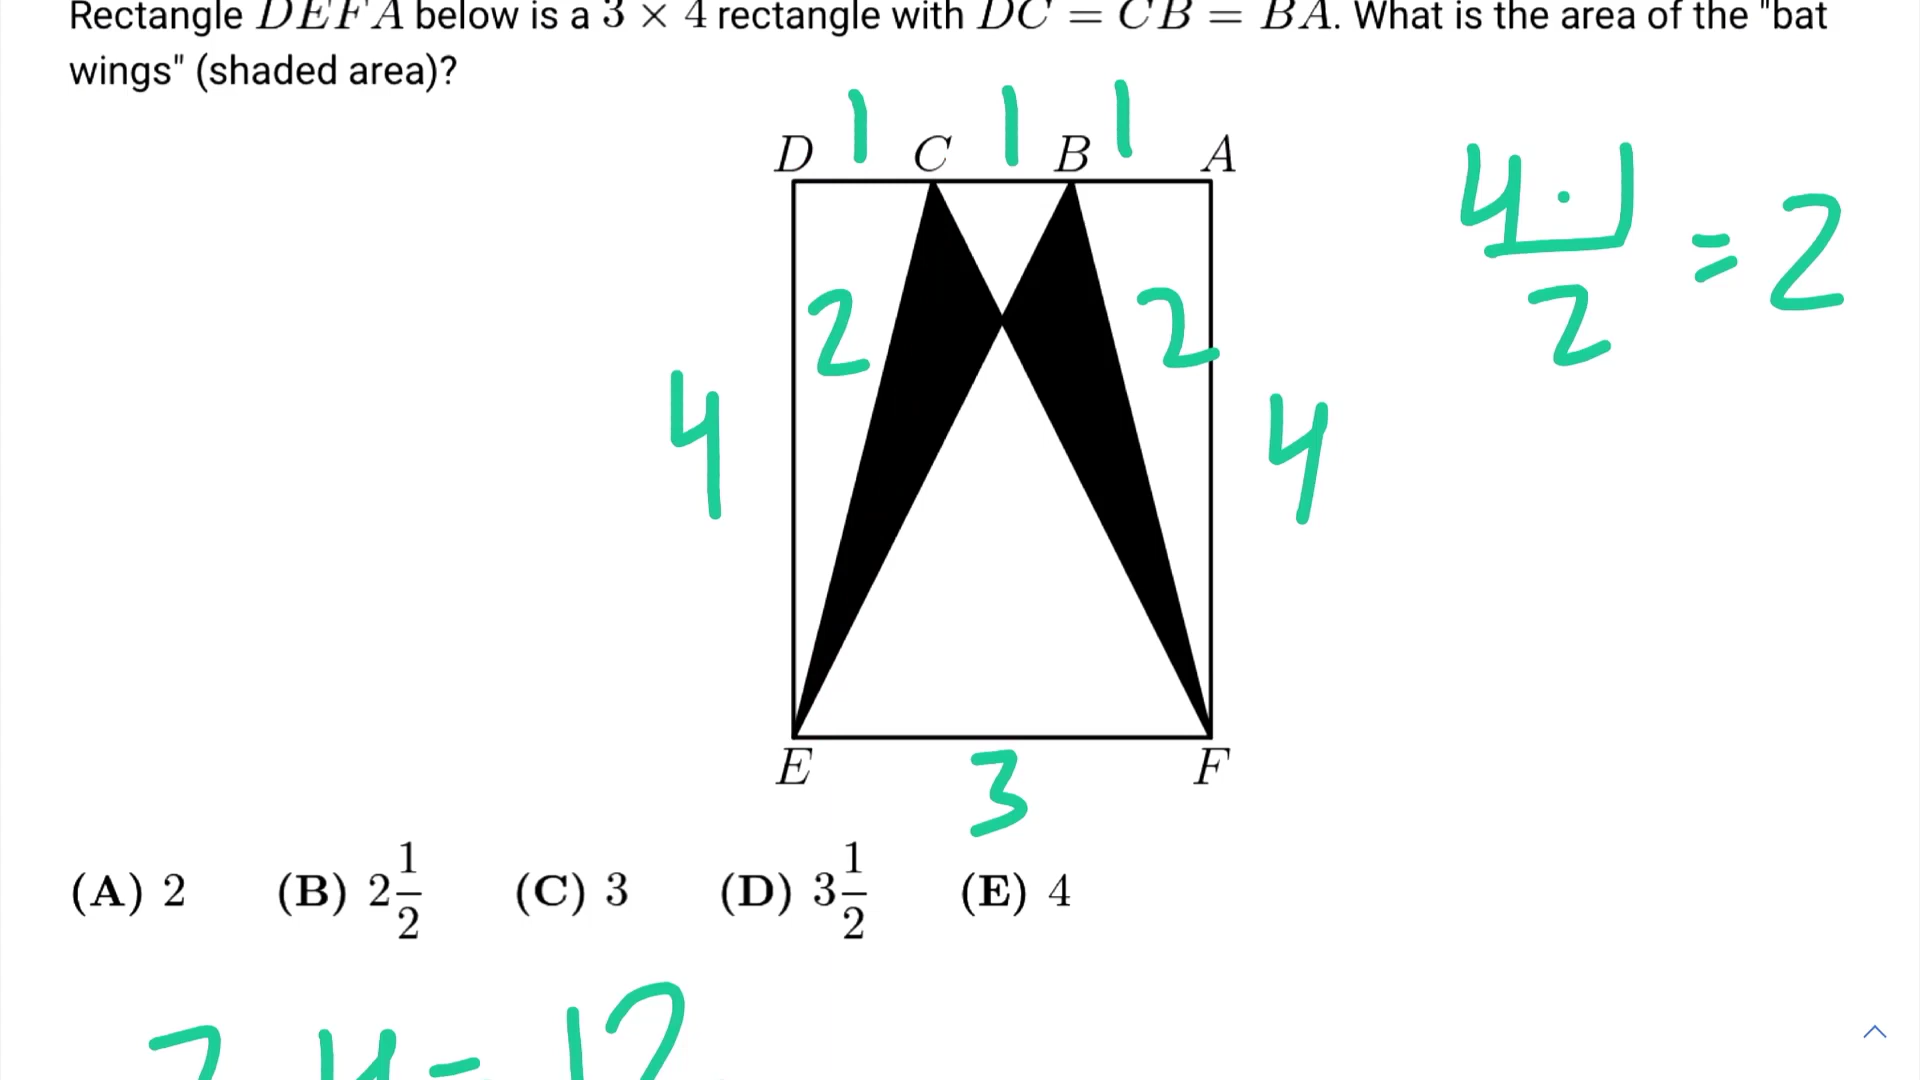 Rectangle DEFA below is a 3 × 4 rectangle with DC = CB = BA. What is the area of the "bat
wings" (shaded area)?
1 1 1
D C B A
4 · 1
2
= 2
2 2
4 4
E F
3
(A) 2 (B) 2 1/2 (C) 3 (D) 3 1/2 (E) 4
4 = 12